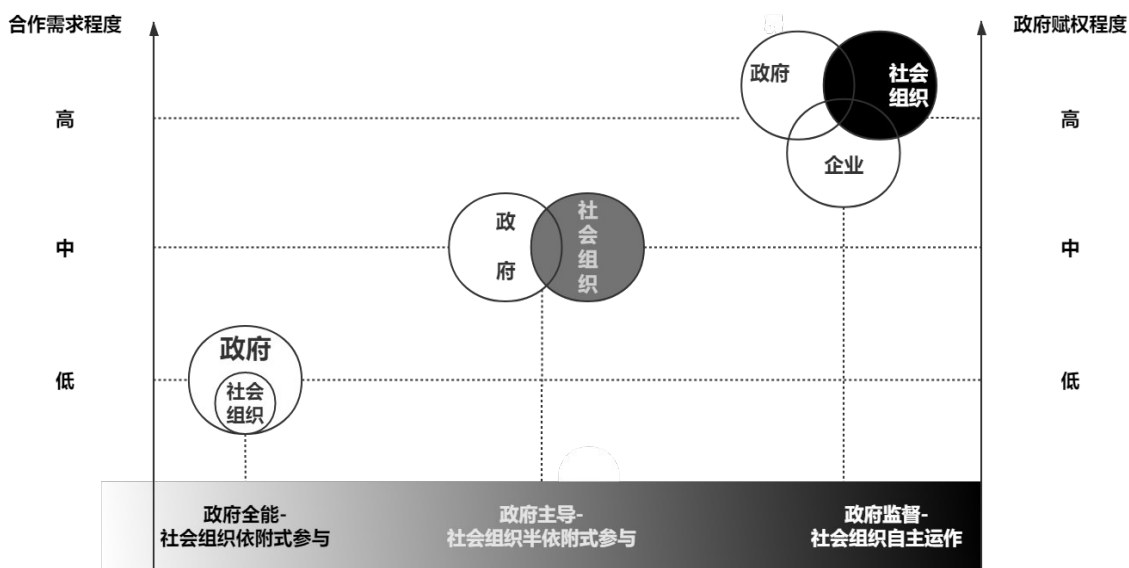 合作需求程度
政府赋权程度
政府
社会
组织
高
高
企业
政
府
社
会
组
织
中
中
政府
社会
组织
低
低
政府全能-
社会组织依附式参与
政府主导-
社会组织半依附式参与
政府监督-
社会组织自主运作